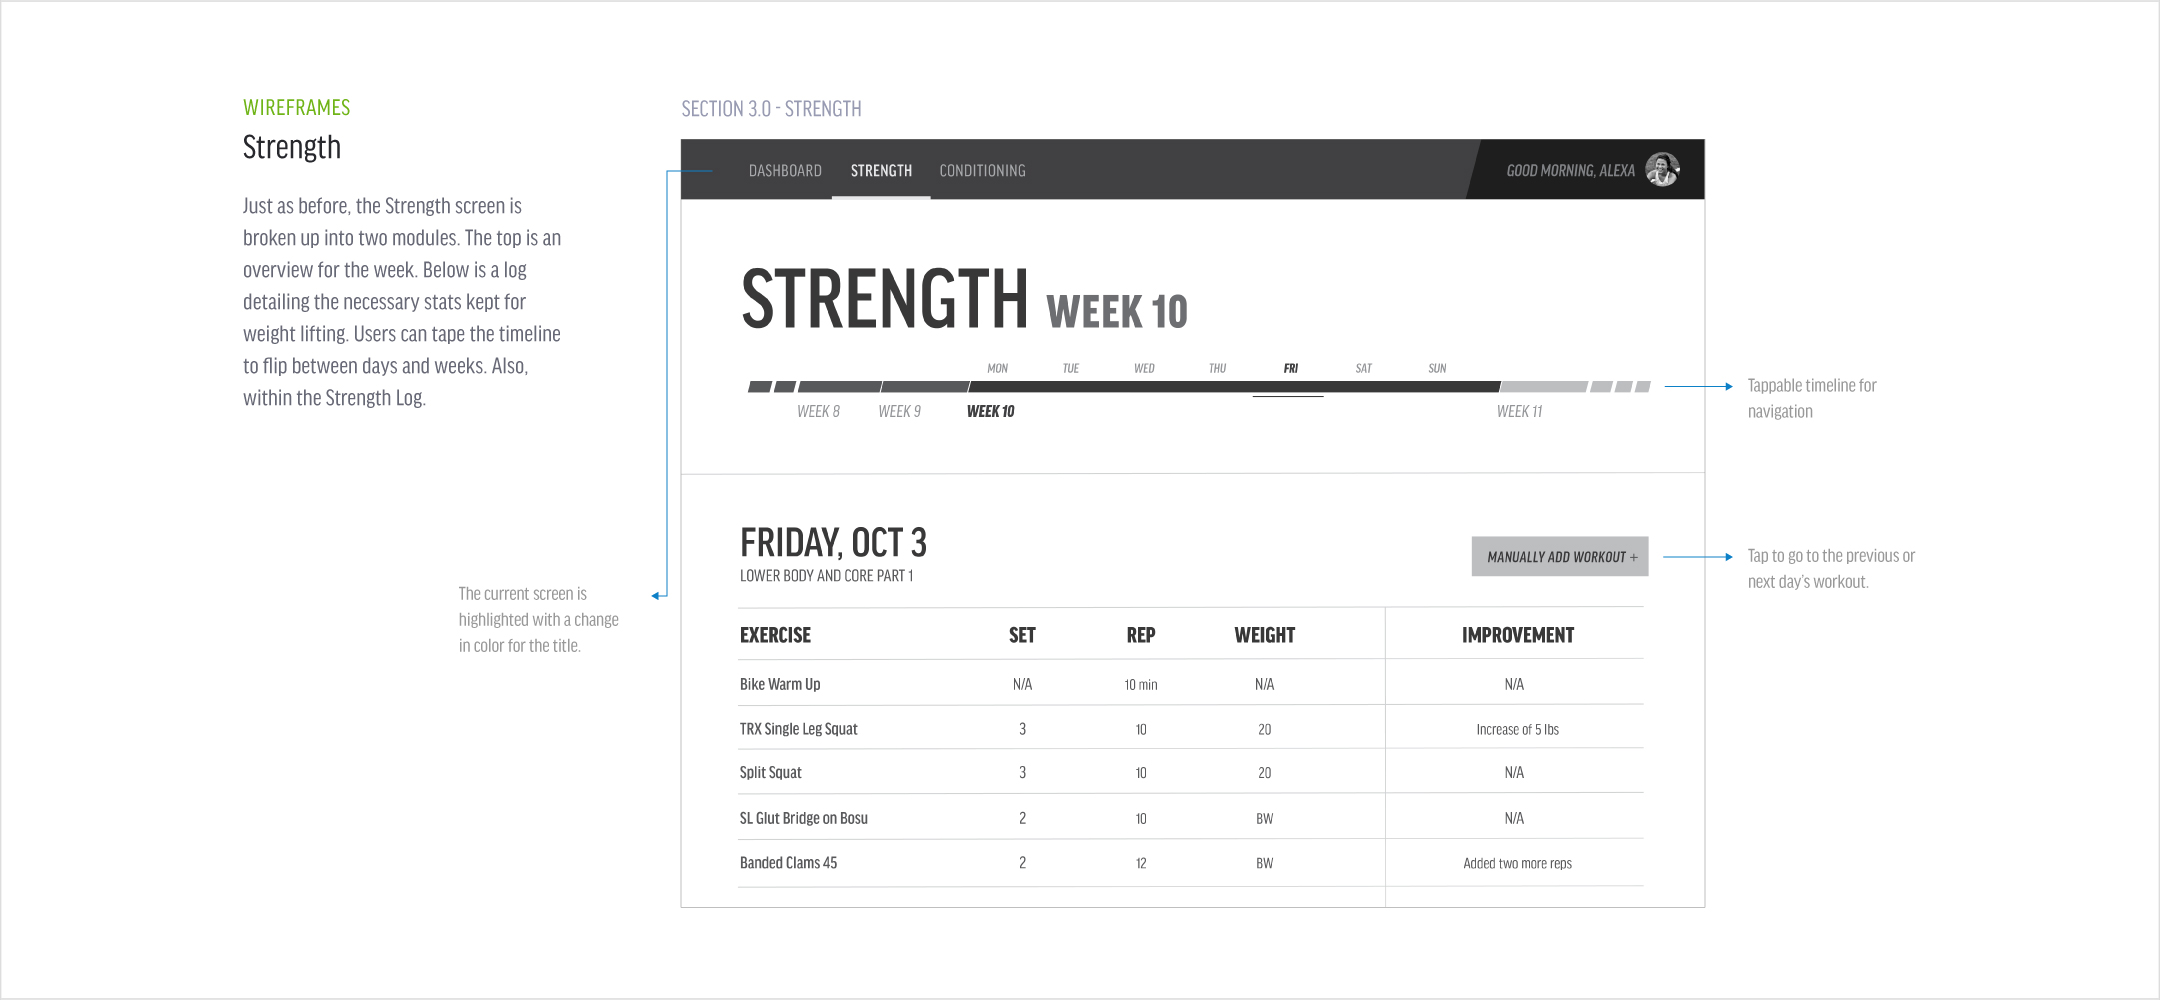 WIREFRAMES
Strength
Just as before, the Strength screen is
broken up into two modules. The top is an
overview for the week. Below is a log
detailing the necessary stats kept for
weight lifting. Users can tape the timeline
to flip between days and weeks. Also,
within the Strength Log.
The current screen is
highlighted with a change
in color for the title.
SECTION 3.0 - STRENGTH
DASHBOARD STRENGTH CONDITIONING GOOD MORNING, ALEXA
STRENGTH WEEK 10
MON TUE WED THU FRI SAT SUN
WEEK 8 WEEK 9 WEEK 10 WEEK 11
Tappable timeline for
navigation
FRIDAY, OCT 3
LOWER BODY AND CORE PART 1
MANUALLY ADD WORKOUT +
Tap to go to the previous or
next day's workout.
EXERCISE SET REP WEIGHT IMPROVEMENT
Bike Warm Up N/A 10 min N/A N/A
TRX Single Leg Squat 3 10 20 Increase of 5 lbs
Split Squat 3 10 20 N/A
SL Glut Bridge on Bosu 2 10 BW N/A
Banded Clams 45 2 12 BW Added two more reps